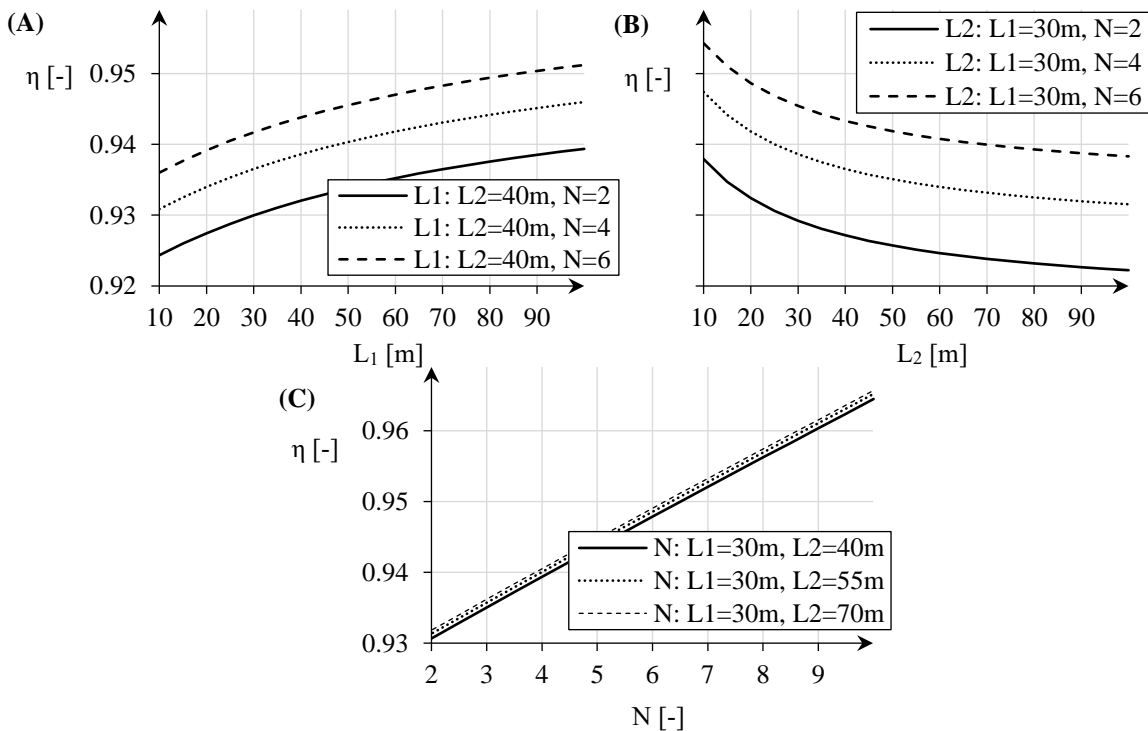 (A)
η [-]
0.95
0.94
0.93
0.92
L1: L2=40m, N=2
L1: L2=40m, N=4
L1: L2=40m, N=6
10 20 30 40 50 60 70 80 90
L₁ [m]
(B)
η [-]
L2: L1=30m, N=2
L2: L1=30m, N=4
L2: L1=30m, N=6
10 20 30 40 50 60 70 80 90
L₂ [m]
(C)
η [-]
0.96
0.95
0.94
0.93
N: L1=30m, L2=40m
N: L1=30m, L2=55m
N: L1=30m, L2=70m
2 3 4 5 6 7 8 9
N [-]